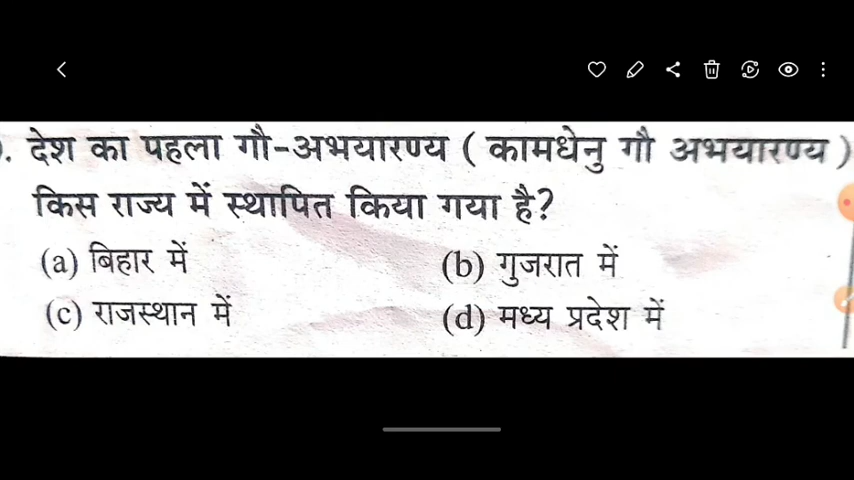 . देश का पहला गौ-अभयारण्य ( कामधेनु गौ अभयारण्य )
किस राज्य में स्थापित किया गया है?
(a) बिहार में (b) गुजरात में
(c) राजस्थान में (d) मध्य प्रदेश में